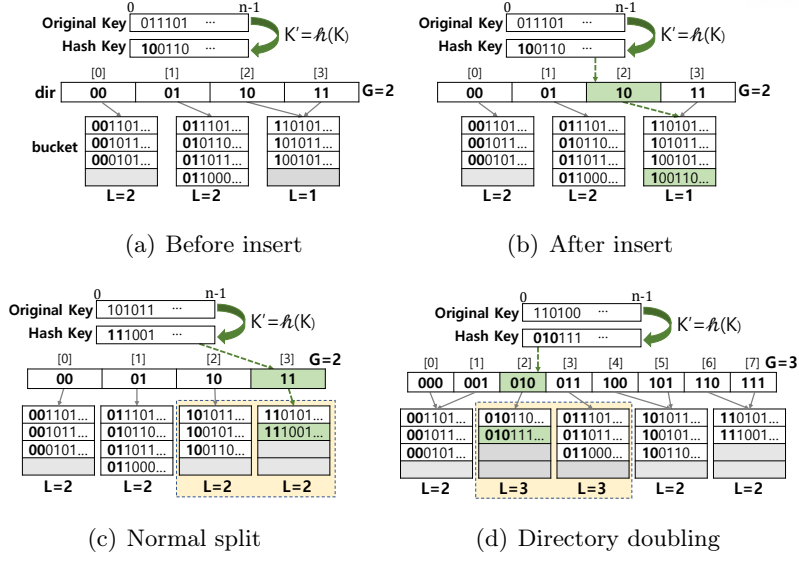 0 n-1
Original Key 011101 ...
Hash Key 100110 ... K'=h(K)
[0] [1] [2] [3]
dir 00 01 10 11 G=2
bucket
001101... 011101... 110101...
001011... 010110... 101011...
000101... 011011... 100101...
011000...
L=2 L=2 L=1
(a) Before insert
0 n-1
Original Key 011101 ...
Hash Key 100110 ... K'=h(K)
[0] [1] [2] [3]
00 01 10 11 G=2
001101... 011101... 110101...
001011... 010110... 101011...
000101... 011011... 100101...
011000... 100110...
L=2 L=2 L=1
(b) After insert
0 n-1
Original Key 101011 ...
Hash Key 111001 ... K'=h(K)
[0] [1] [2] [3] G=2
00 01 10 11
001101... 011101... 101011... 110101...
001011... 010110... 100101... 111001...
000101... 011011... 100110...
011000...
L=2 L=2 L=2 L=2
(c) Normal split
0 n-1
Original Key 110100 ...
Hash Key 010111 ... K'=h(K)
[0] [1] [2] [3] [4] [5] [6] [7] G=3
000 001 010 011 100 101 110 111
001101... 010110... 011101... 101011... 110101...
001011... 010111... 011011... 100101... 111001...
000101... 011000... 100110...
L=2 L=3 L=3 L=2 L=2
(d) Directory doubling